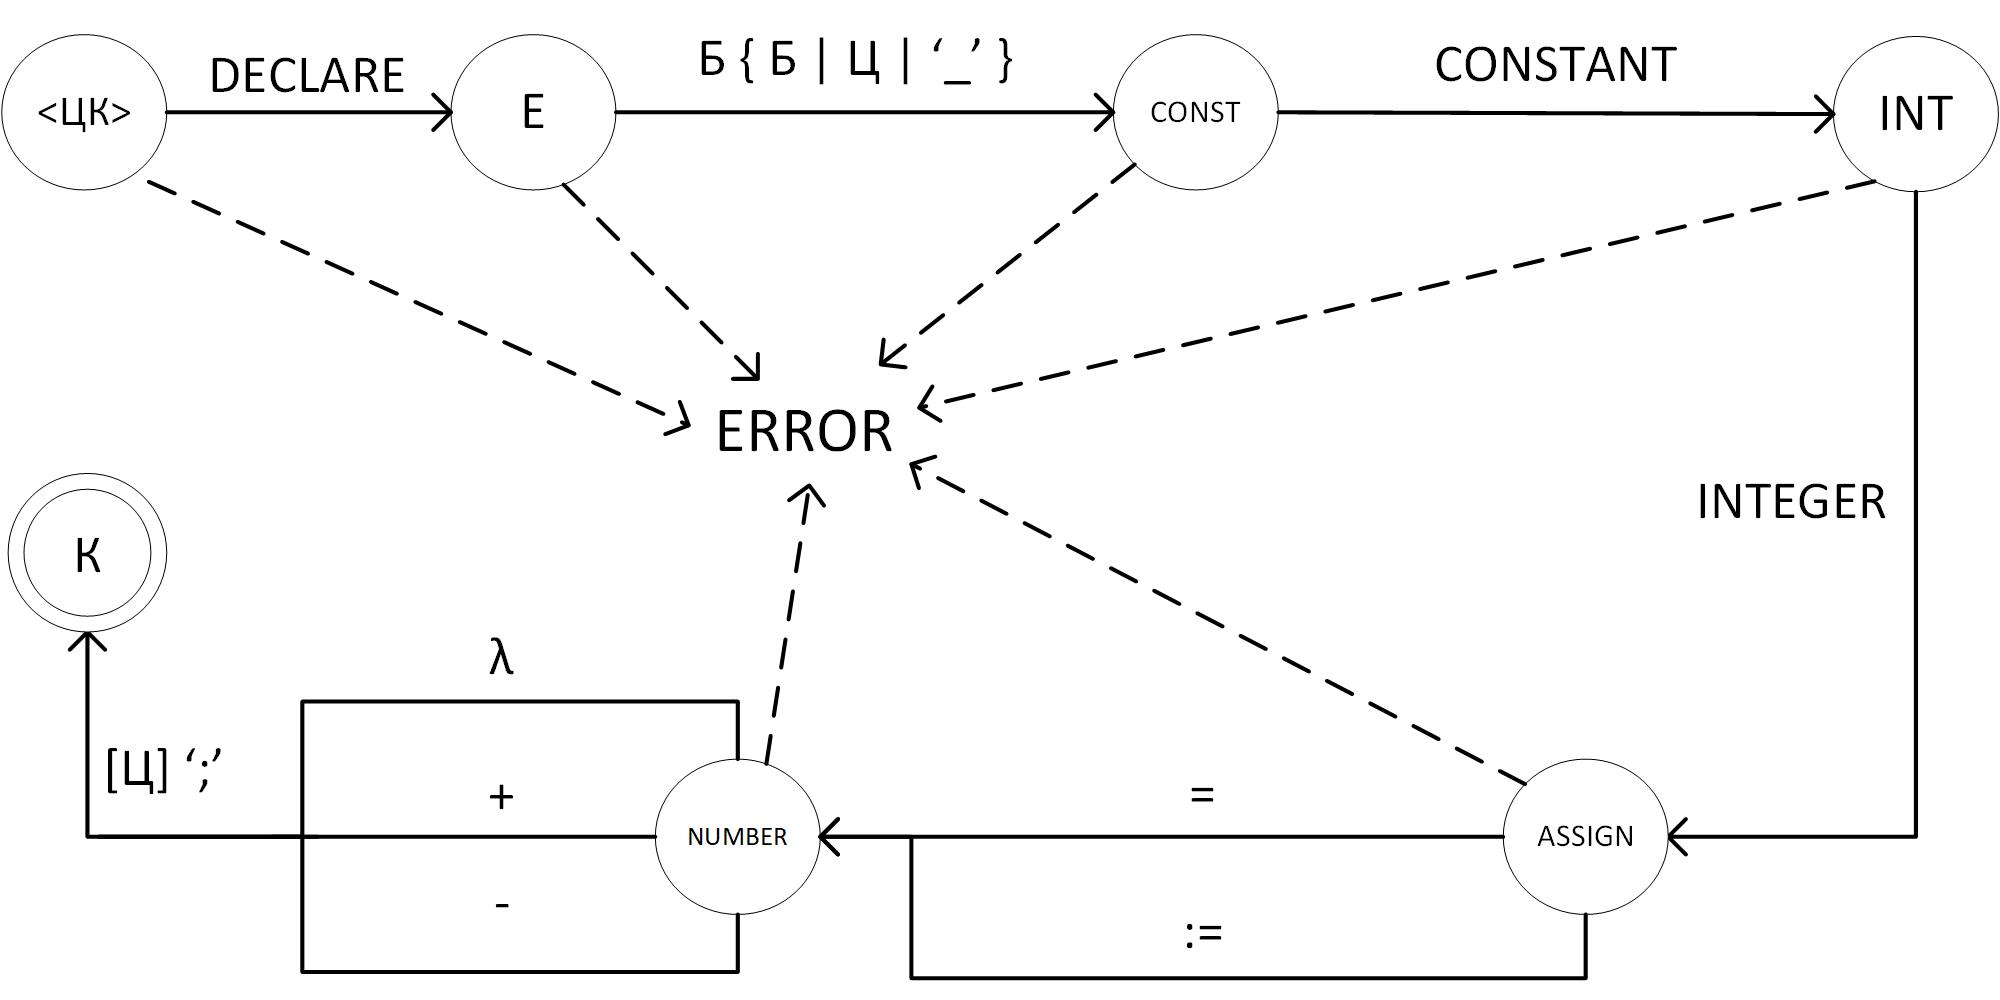 <ЦК>
DECLARE
E
Б { Б | Ц | ‘_’ }
CONST
CONSTANT
INT
ERROR
INTEGER
К
λ
[Ц] ‘;’
+
NUMBER
-
=
ASSIGN
:=